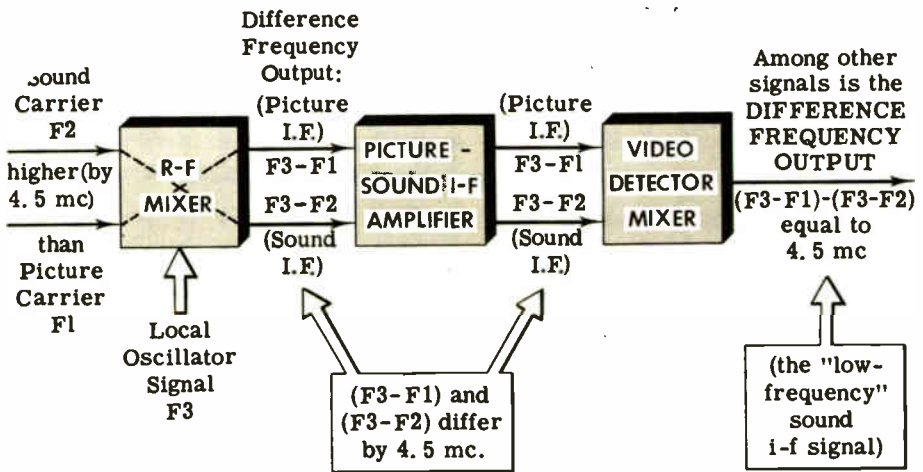 Sound
Carrier
F2
higher (by
4.5 mc)
than
Picture
Carrier
F1
R-F
MIXER
Local
Oscillator
Signal
F3
Difference
Frequency
Output:
(Picture
I.F.)
F3-F1
F3-F2
(Sound
I.F.)
PICTURE -
SOUND I-F
AMPLIFIER
(Picture
I.F.)
F3-F1
F3-F2
(Sound
I.F.)
(F3-F1) and
(F3-F2) differ
by 4.5 mc.
VIDEO
DETECTOR
MIXER
Among other
signals is the
DIFFERENCE
FREQUENCY
OUTPUT
(F3-F1)-(F3-F2)
equal to
4.5 mc
(the "low-
frequency"
sound
i-f signal)